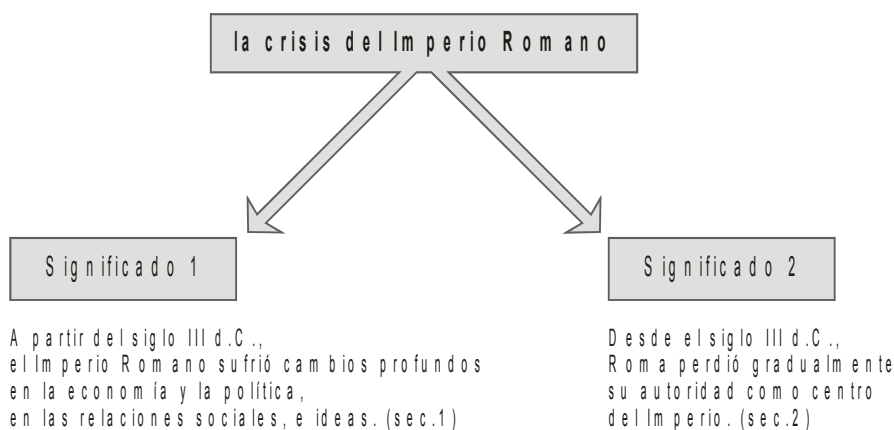 la crisis del Imperio Romano
Significado 1
A partir del siglo III d.C.,
el Imperio Romano sufrió cambios profundos
en la economía y la política,
en las relaciones sociales, e ideas. (sec.1)
Significado 2
Desde el siglo III d.C.,
Roma perdió gradualmente
su autoridad como centro
del Imperio. (sec.2)